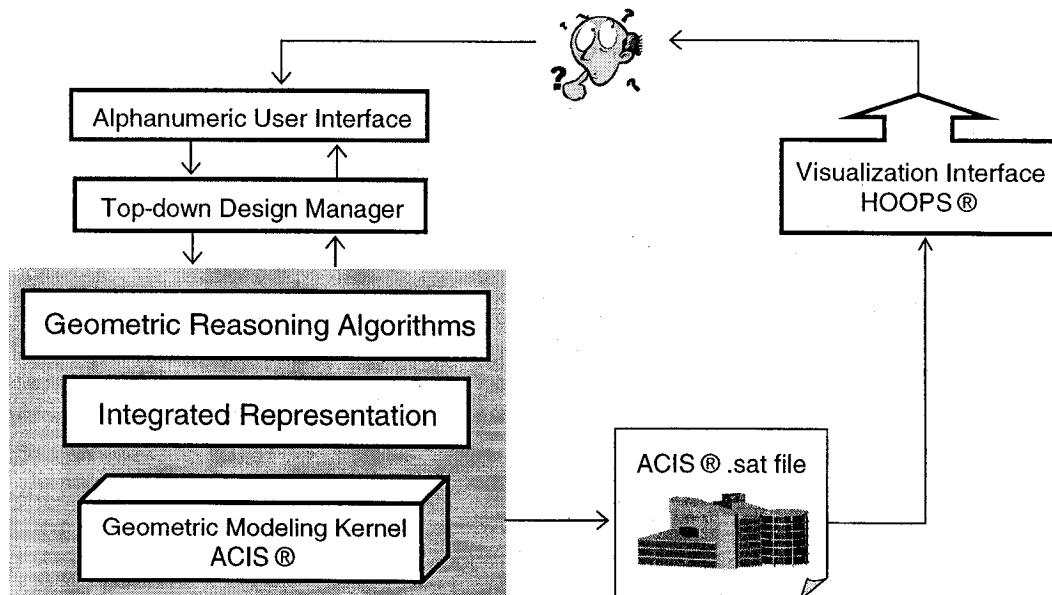 Alphanumeric User Interface
Top-down Design Manager
Geometric Reasoning Algorithms
Integrated Representation
Geometric Modeling Kernel
ACIS ®
ACIS ® .sat file
Visualization Interface
HOOPS ®
? ?
?
?